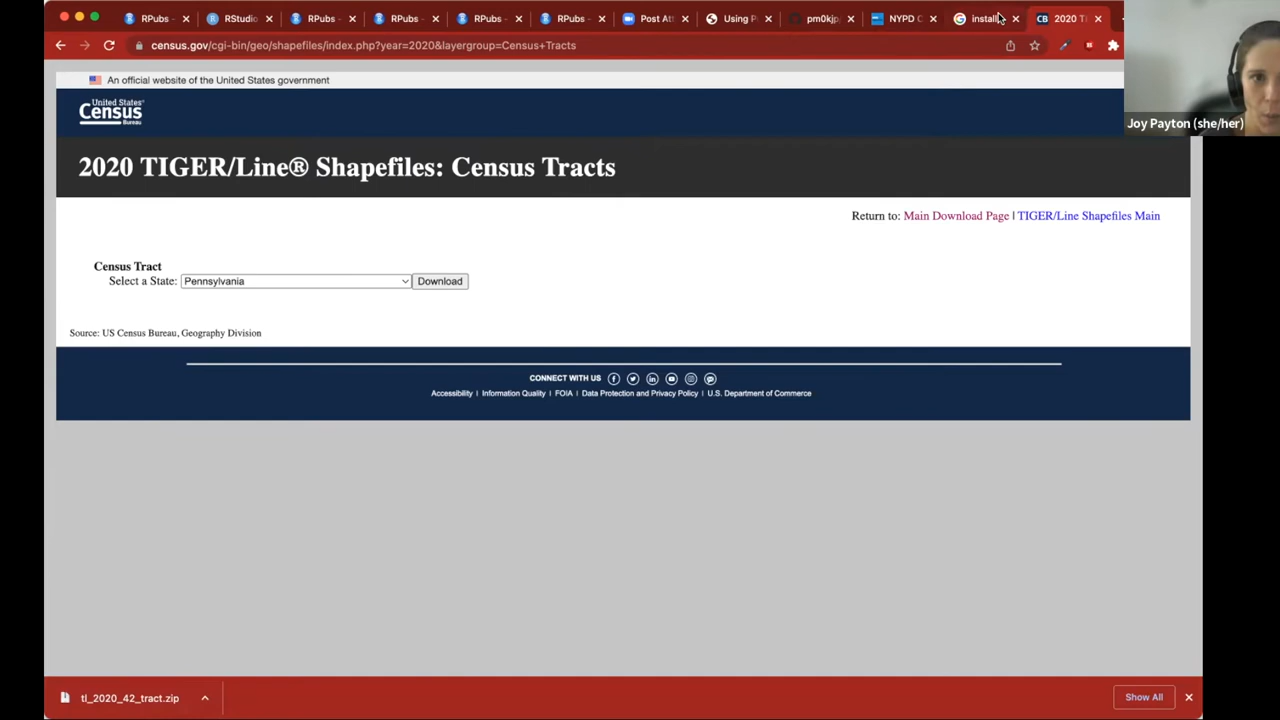 RPubs - RStudio RPubs - RPubs - RPubs - RPubs - Post Att Using P pm0kjp NYPD C install 2020 T
census.gov/cgi-bin/geo/shapefiles/index.php?year=2020&layergroup=Census+Tracts
An official website of the United States government
United States®
Census
Bureau
Joy Payton (she/her)
2020 TIGER/Line® Shapefiles: Census Tracts
Return to: Main Download Page | TIGER/Line Shapefiles Main
Census Tract
Select a State: Pennsylvania Download
Source: US Census Bureau, Geography Division
CONNECT WITH US
Accessibility | Information Quality | FOIA | Data Protection and Privacy Policy | U.S. Department of Commerce
tl_2020_42_tract.zip Show All